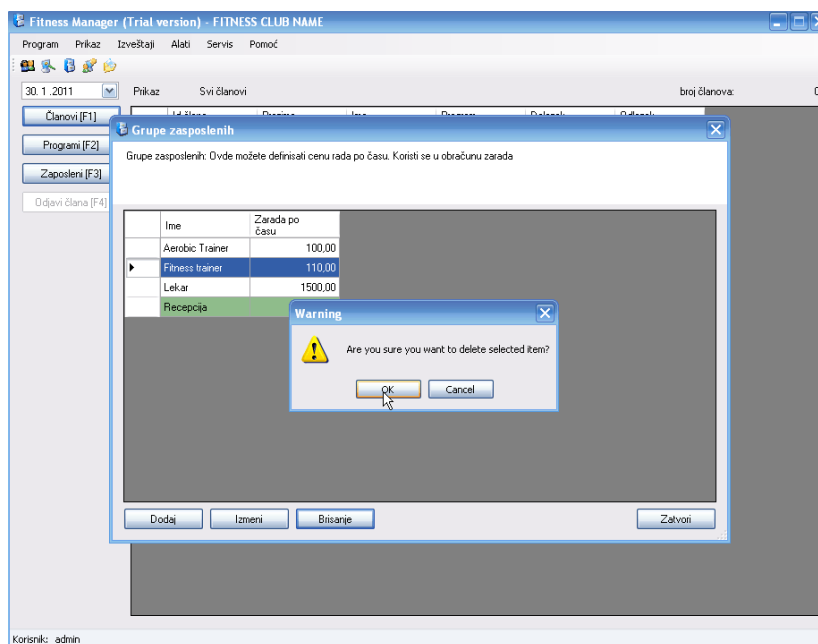 Fitness Manager (Trial version) - FITNESS CLUB NAME
Program Prikaz Izveštaji Alati Servis Pomoć
30. 1 .2011 Prikaz Svi članovi broj članova:
Članovi [F1]
Programi [F2]
Zaposleni [F3]
Odjavi člana [F4]
Grupe zasposlenih
Grupe zasposlenih: Ovde možete definisati cenu rada po času. Koristi se u obračunu zarada
Ime Zarada po času
Aerobic Trainer 100,00
Fitness trainer 110,00
Lekar 1500,00
Recepcija
Warning
Are you sure you want to delete selected item?
OK Cancel
Dodaj Izmeni Brisanje Zatvori
Korisnik: admin